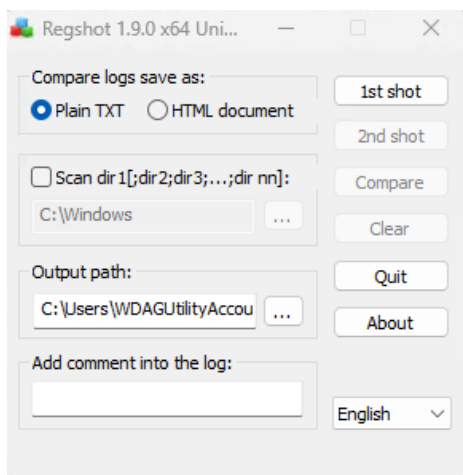 Regshot 1.9.0 x64 Uni...
Compare logs save as:
Plain TXT
HTML document
Scan dir1[;dir2;dir3;...;dir nn]:
C:\Windows
...
Output path:
C:\Users\WDAGUtilityAccou
...
Add comment into the log:
1st shot
2nd shot
Compare
Clear
Quit
About
English